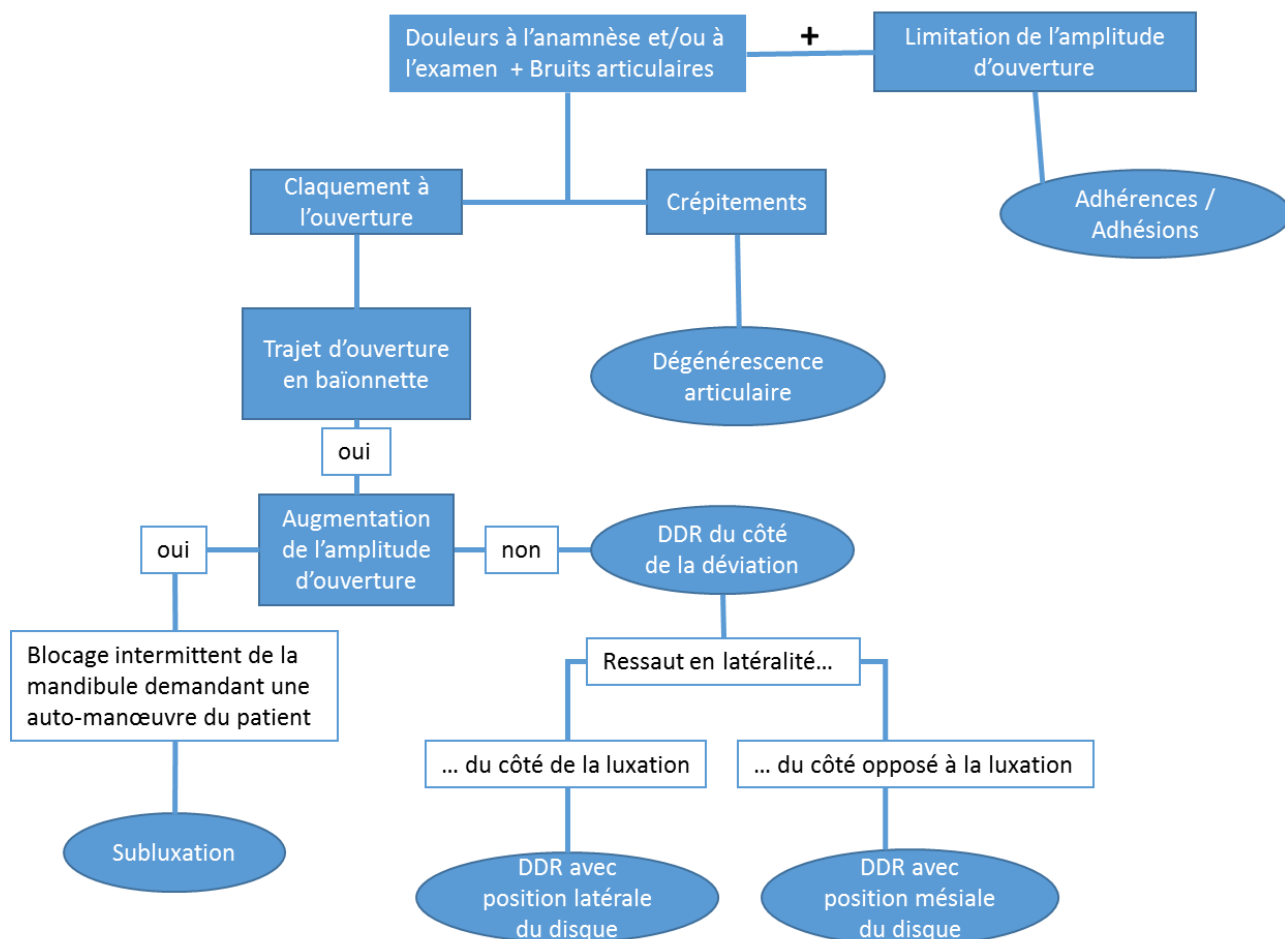 Douleurs à l’anamnèse et/ou à
l’examen + Bruits articulaires
+
Limitation de l’amplitude
d’ouverture
Claquement à
l’ouverture
Crépitements
Adhérences /
Adhésions
Trajet d’ouverture
en baïonnette
Dégénérescence
articulaire
oui
Augmentation
de l’amplitude
d’ouverture
oui
non
DDR du côté
de la déviation
Blocage intermittent de la
mandibule demandant une
auto-manœuvre du patient
Ressaut en latéralité…
… du côté de la luxation
… du côté opposé à la luxation
Subluxation
DDR avec
position latérale
du disque
DDR avec
position mésiale
du disque